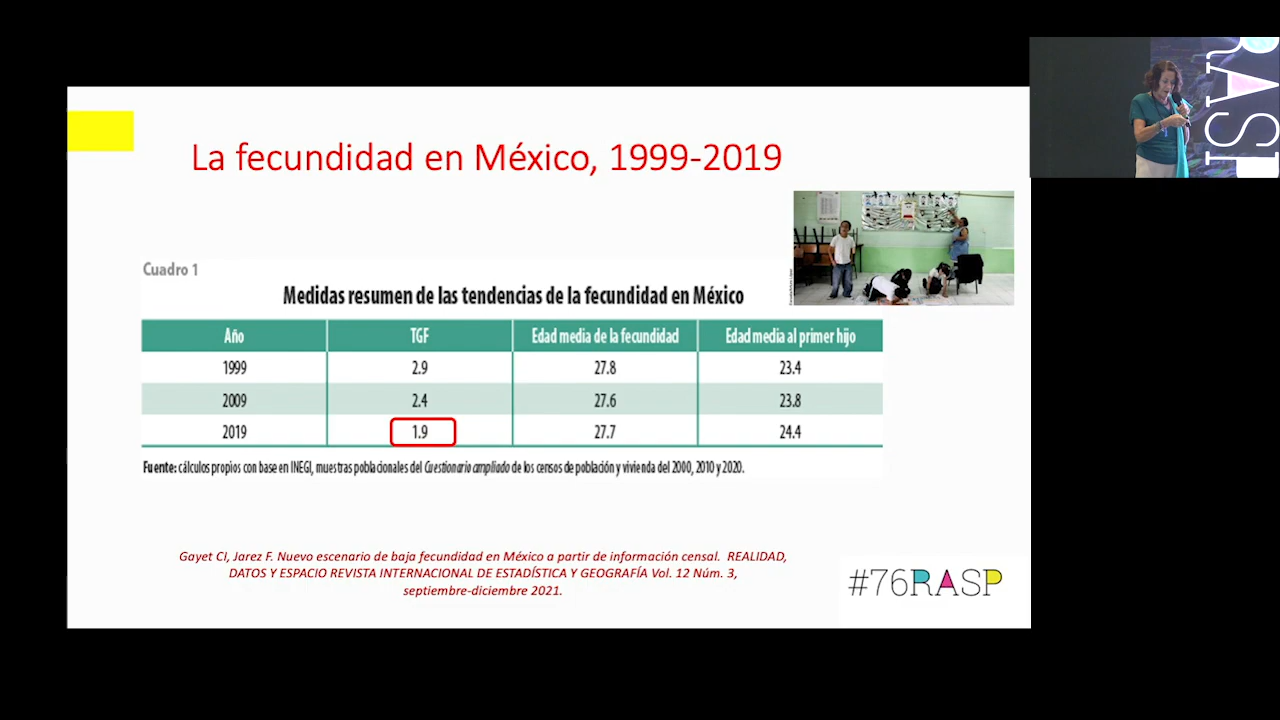 La fecundidad en México, 1999-2019
Cuadro 1
Medidas resumen de las tendencias de la fecundidad en México
Año TGF Edad media de la fecundidad Edad media al primer hijo
1999 2.9 27.8 23.4
2009 2.4 27.6 23.8
2019 1.9 27.7 24.4
Fuente: cálculos propios con base en INEGI, muestras poblacionales del Cuestionario ampliado de los censos de población y vivienda del 2000, 2010 y 2020.
Gayet CI, Jarez F. Nuevo escenario de baja fecundidad en México a partir de información censal. REALIDAD,
DATOS Y ESPACIO REVISTA INTERNACIONAL DE ESTADÍSTICA Y GEOGRAFÍA Vol. 12 Núm. 3,
septiembre-diciembre 2021.
#76RASP
RASP